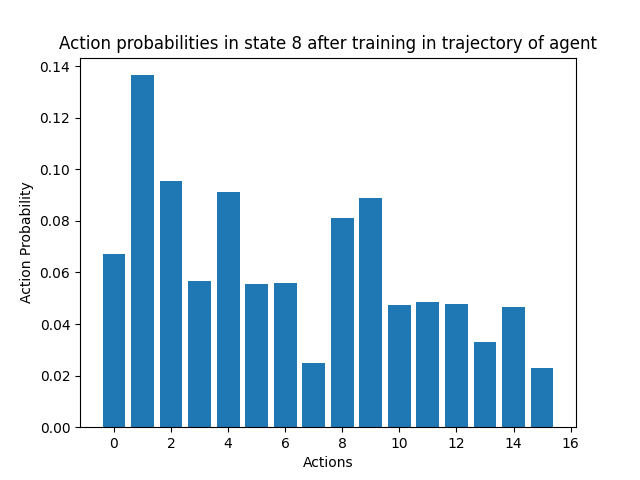 Action probabilities in state 8 after training in trajectory of agent
0.14
0.12
0.10
0.08
0.06
0.04
0.02
0.00
Action Probability
0 2 4 6 8 10 12 14 16
Actions